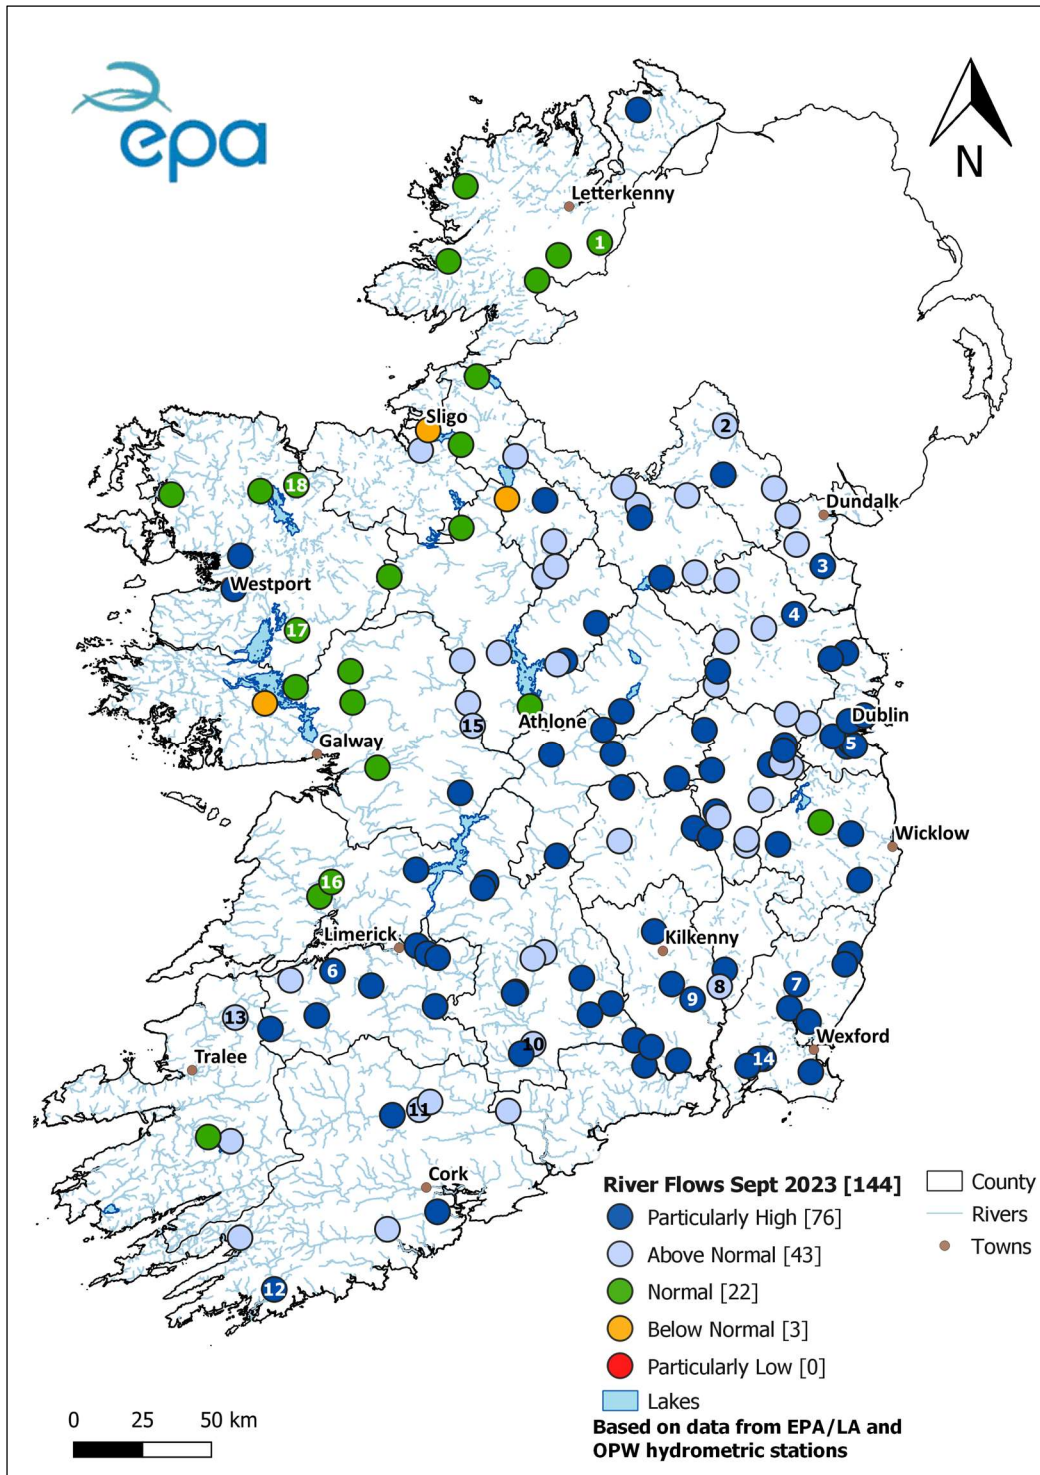 epa
N
Letterkenny
1
Sligo
2
18
Dundalk
3
Westport
4
17
Athlone
15
Dublin
5
Galway
Wicklow
16
Limerick
Kilkenny
6
7
8
9
13
10
Wexford
Tralee
14
11
Cork
12
River Flows Sept 2023 [144]
Particularly High [76]
Above Normal [43]
Normal [22]
Below Normal [3]
Particularly Low [0]
Lakes
County
Rivers
Towns
Based on data from EPA/LA and
OPW hydrometric stations
0 25 50 km